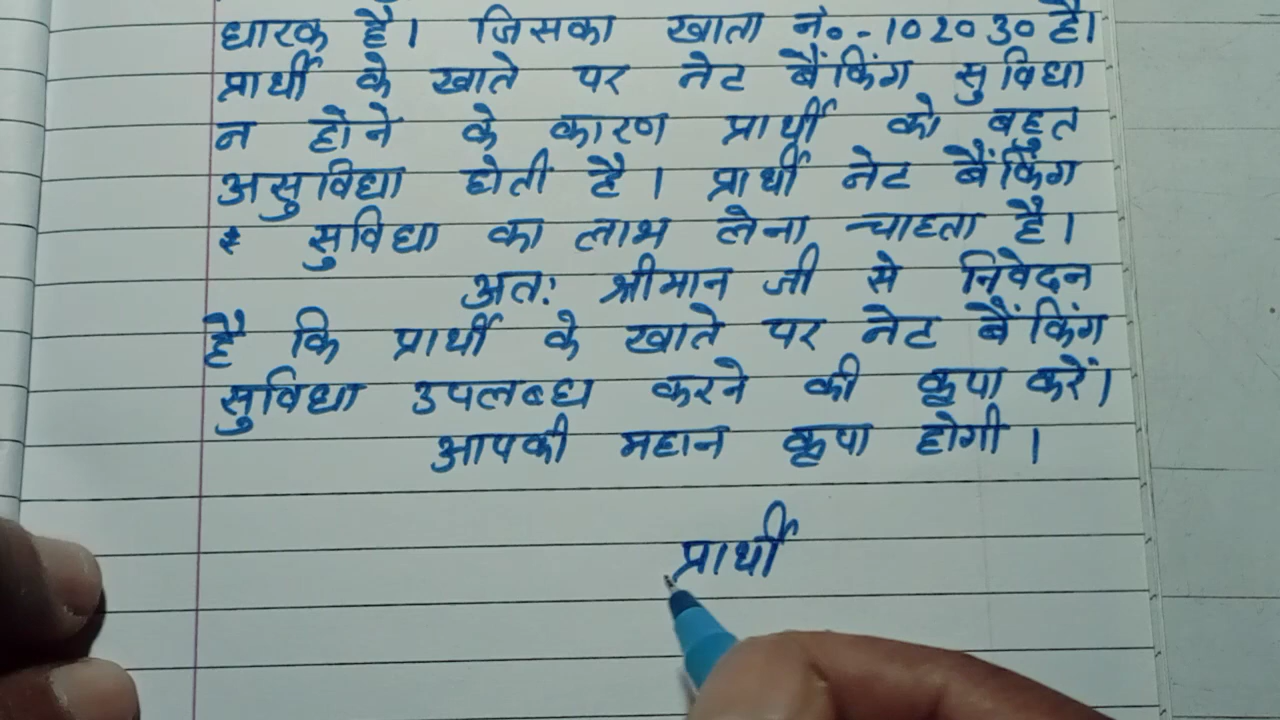 धारक है। जिसका खाता नं०-102030 है।
प्रार्थी के खाते पर नेट बैंकिंग सुविधा
न होने के कारण प्रार्थी को बहुत
असुविधा होती है। प्रार्थी नेट बैंकिंग
सुविधा का लाभ लेना चाहता है।
अतः श्रीमान जी से निवेदन
है कि प्रार्थी के खाते पर नेट बैंकिंग
सुविधा उपलब्ध करने की कृपा करें।
आपकी महान कृपा होगी।
प्रार्थी